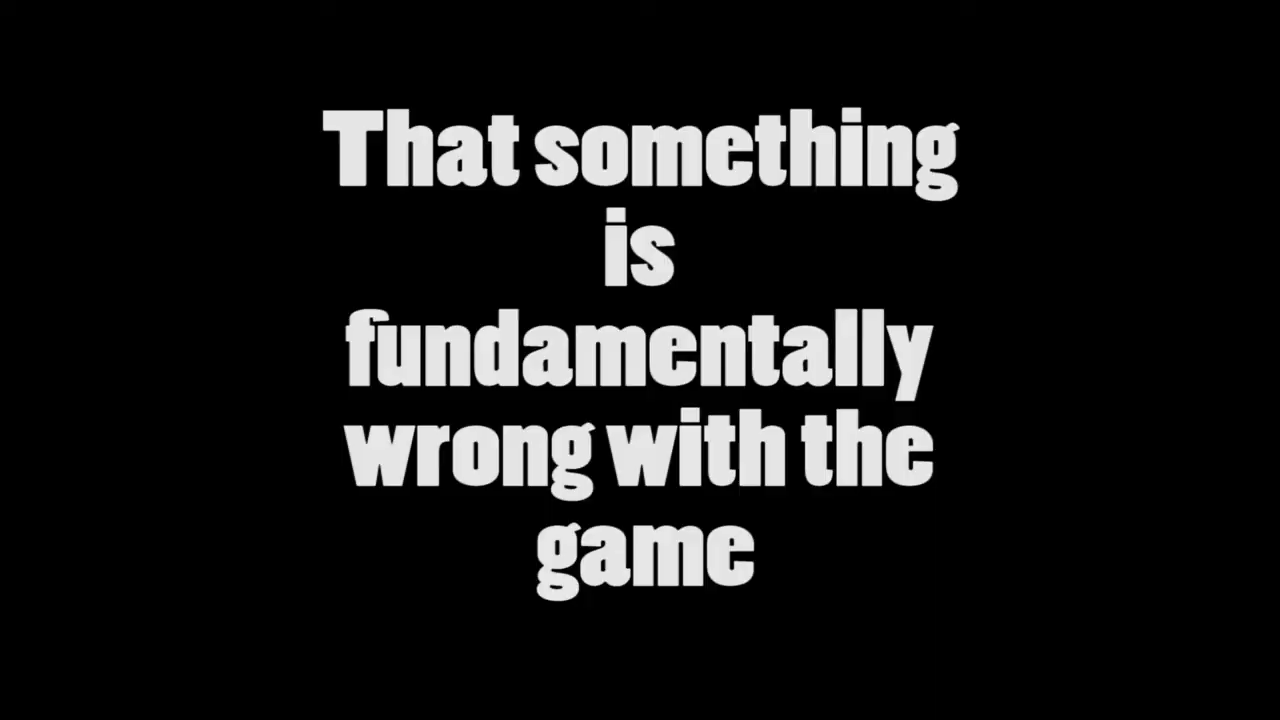 That something
is
fundamentally
wrong with the
game